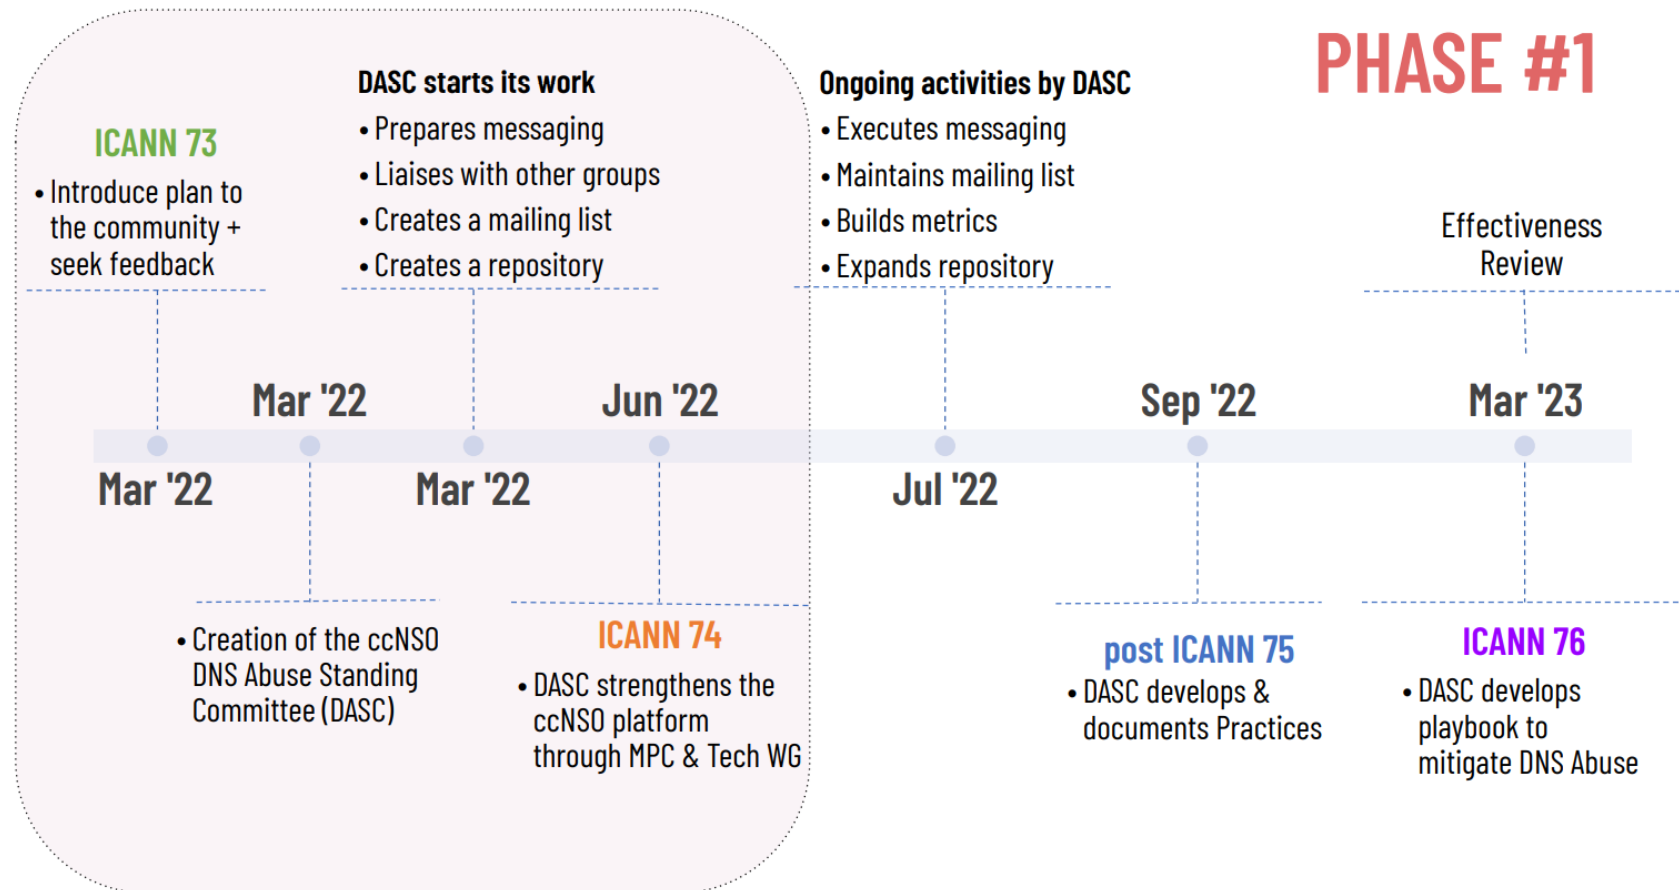 PHASE #1
ICANN 73
• Introduce plan to
the community +
seek feedback
DASC starts its work
• Prepares messaging
• Liaises with other groups
• Creates a mailing list
• Creates a repository
Ongoing activities by DASC
• Executes messaging
• Maintains mailing list
• Builds metrics
• Expands repository
Effectiveness
Review
Mar '22
Mar '22
Mar '22
Jun '22
Jul '22
Sep '22
Mar '23
• Creation of the ccNSO
DNS Abuse Standing
Committee (DASC)
ICANN 74
• DASC strengthens the
ccNSO platform
through MPC & Tech WG
post ICANN 75
• DASC develops &
documents Practices
ICANN 76
• DASC develops
playbook to
mitigate DNS Abuse